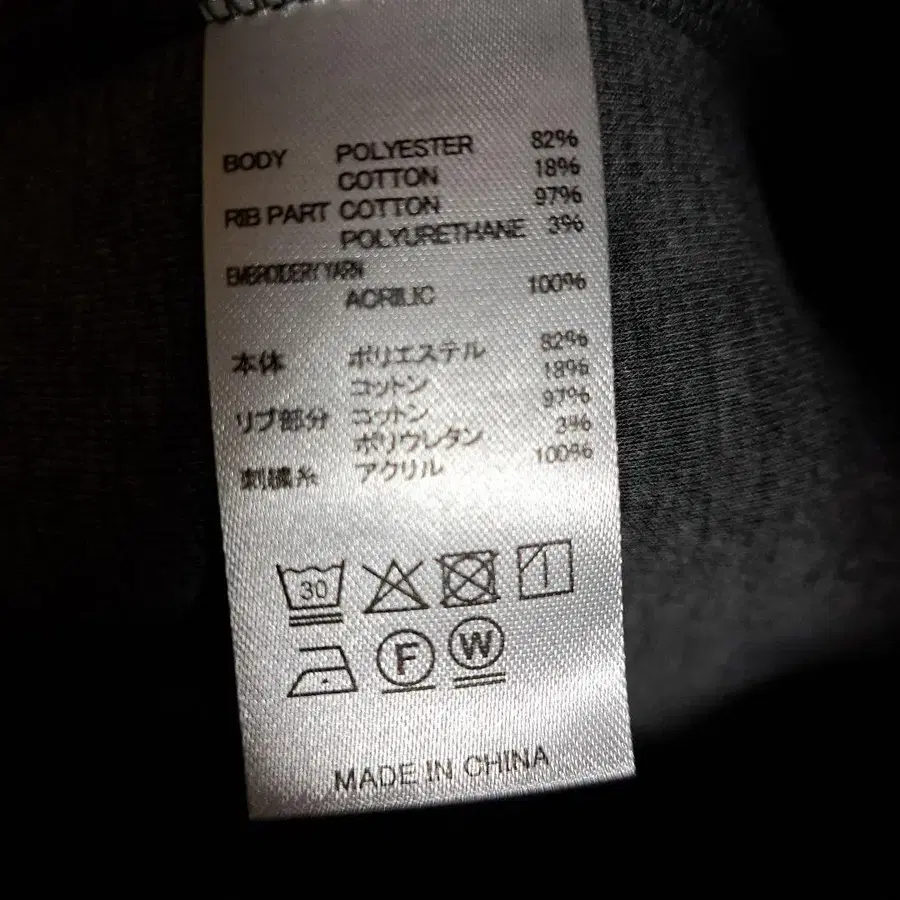 BODY POLYESTER 82%
COTTON 18%
RIB PART COTTON 97%
POLYURETHANE 3%
EMBROIDERY YARN
ACRILIC 100%
本体 ポリエステル 82%
コットン 18%
リブ部分 コットン 97%
ポリウレタン 3%
刺繍糸 アクリル 100%
30
F W
MADE IN CHINA